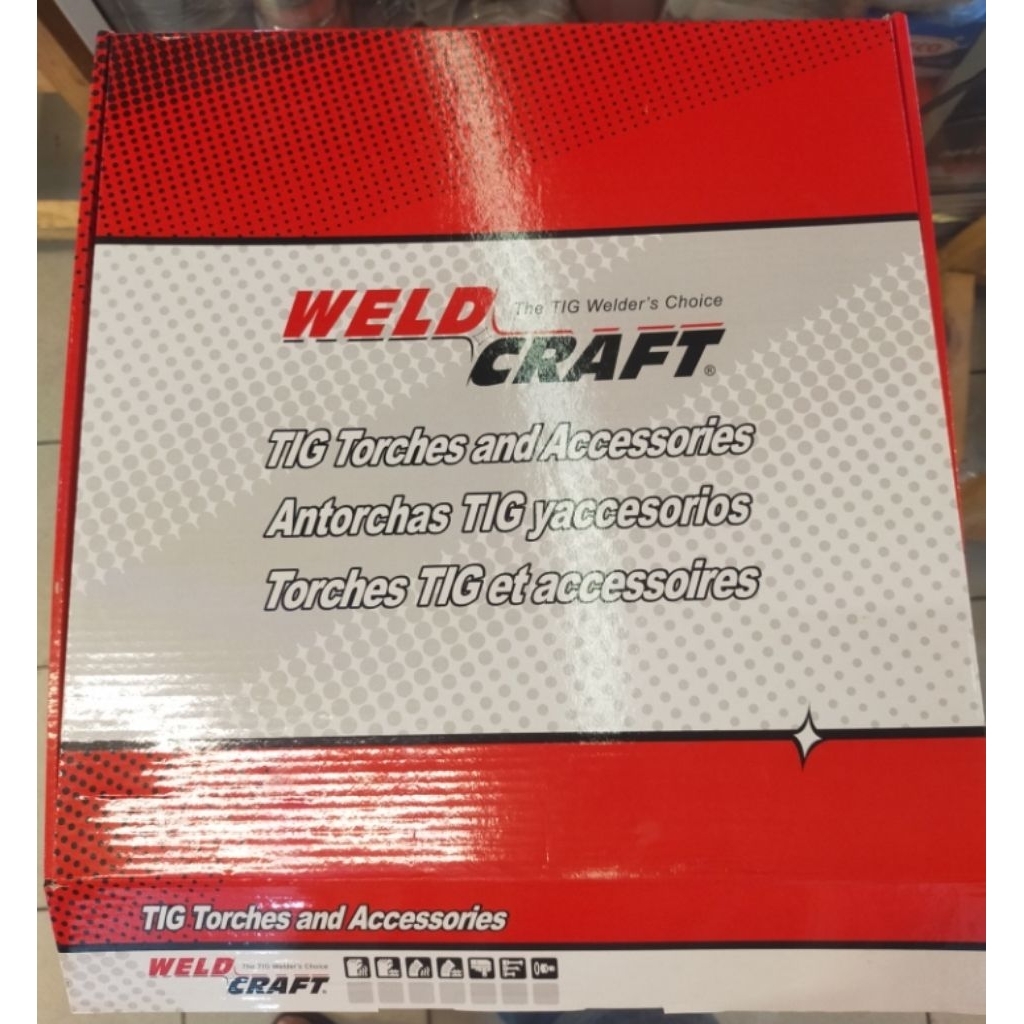 WELD
The TIG Welder's Choice
CRAFT®
TIG Torches and Accessories
Antorchas TIG yaccesorios
Torches TIG et accessoires
TIG Torches and Accessories
WELD
The TIG Welder's Choice
CRAFT